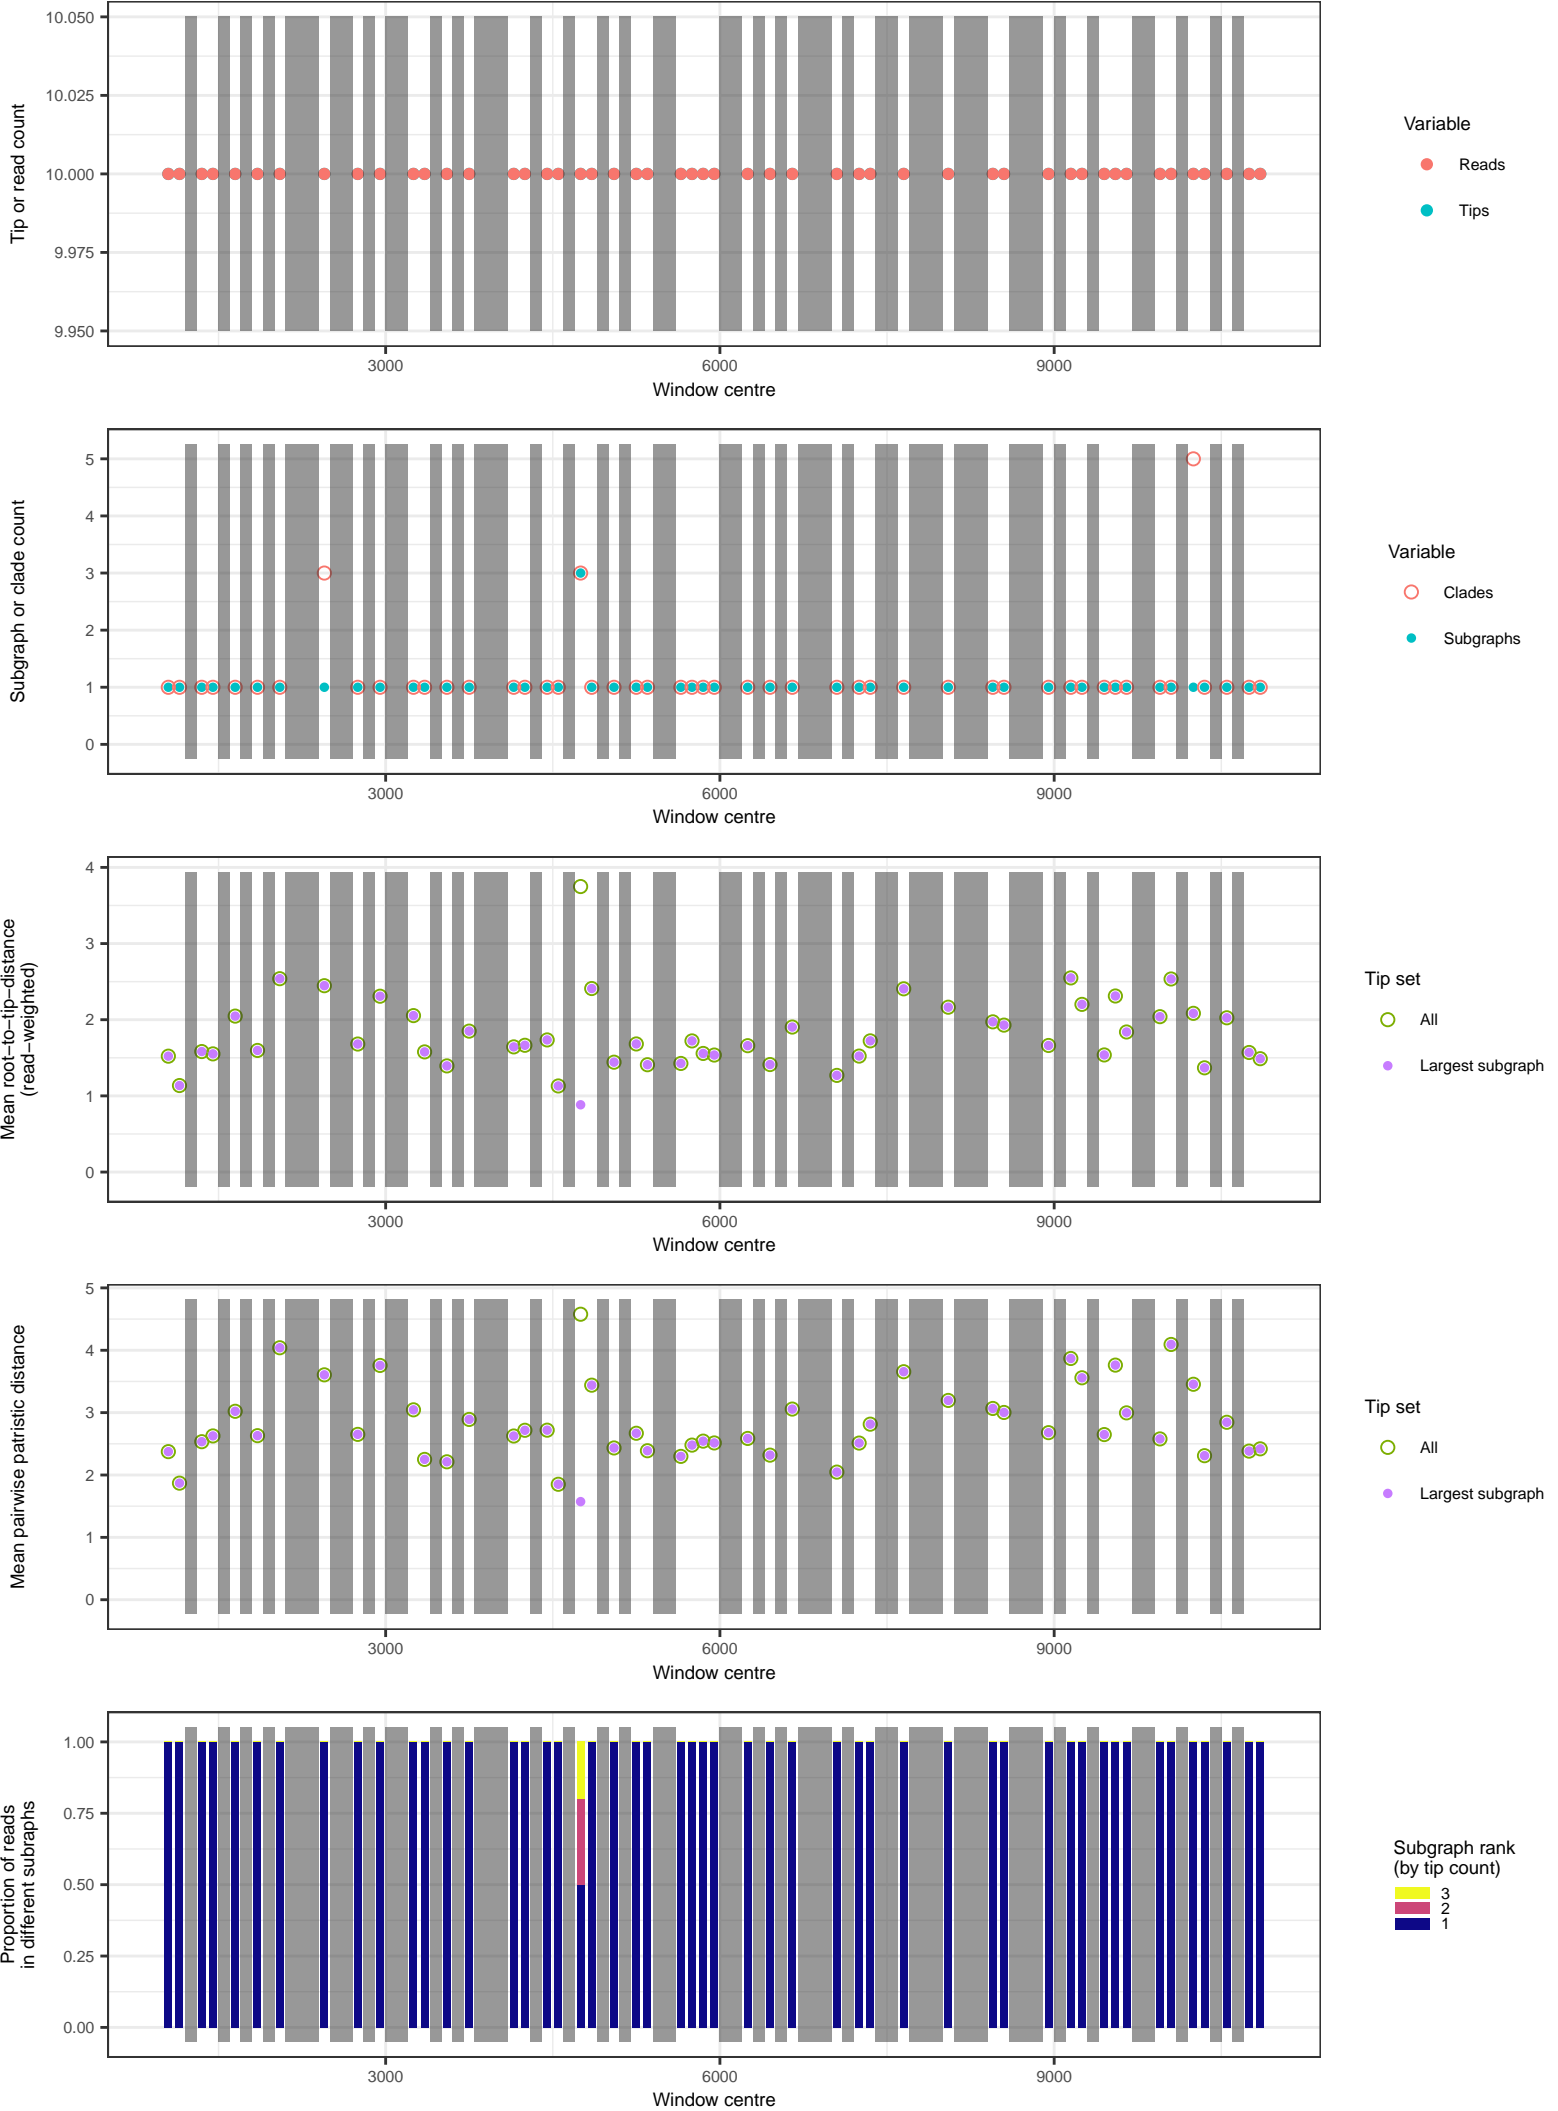 10.050
10.025
10.000
9.975
9.950
Tip or read count
3000
6000
9000
Window centre
Variable
Reads
Tips
5
4
3
2
1
0
Subgraph or clade count
3000
6000
9000
Window centre
Variable
Clades
Subgraphs
4
3
2
1
0
Mean root−to−tip−distance
(read−weighted)
3000
6000
9000
Window centre
Tip set
All
Largest subgraph
5
4
3
2
1
0
Mean pairwise patristic distance
3000
6000
9000
Window centre
Tip set
All
Largest subgraph
1.00
0.75
0.50
0.25
0.00
Proportion of reads
in different subraphs
3000
6000
9000
Window centre
Subgraph rank
(by tip count)
3
2
1